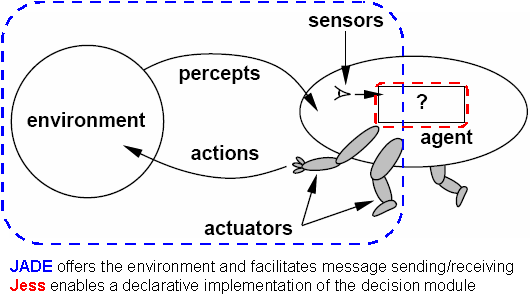 sensors
percepts
?
environment
agent
actions
actuators
JADE offers the environment and facilitates message sending/receiving
Jess enables a declarative implementation of the decision module